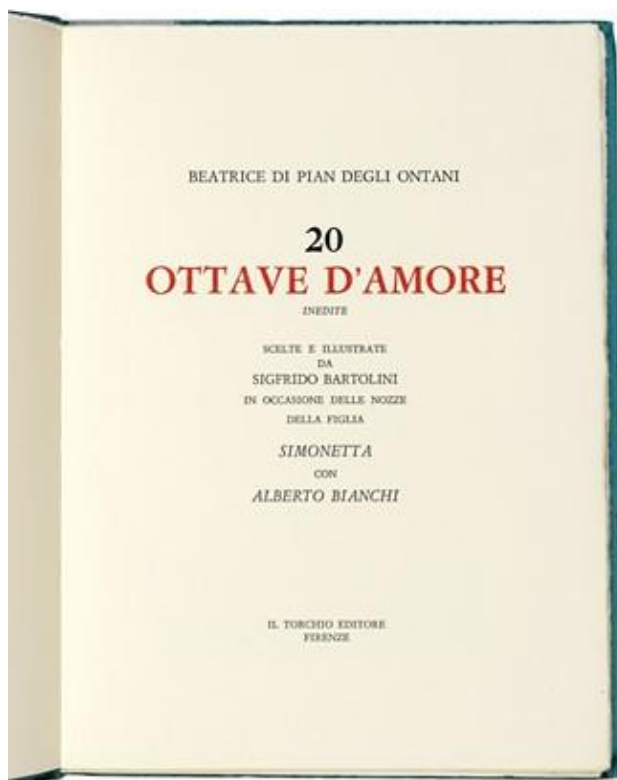 BEATRICE DI PIAN DEGLI ONTANI
20
OTTAVE D'AMORE
INEDITE
SCELTE E ILLUSTRATE
DA
SIGFRIDO BARTOLINI
IN OCCASIONE DELLE NOZZE
DELLA FIGLIA
SIMONETTA
CON
ALBERTO BIANCHI
IL TORCHIO EDITORE
FIRENZE